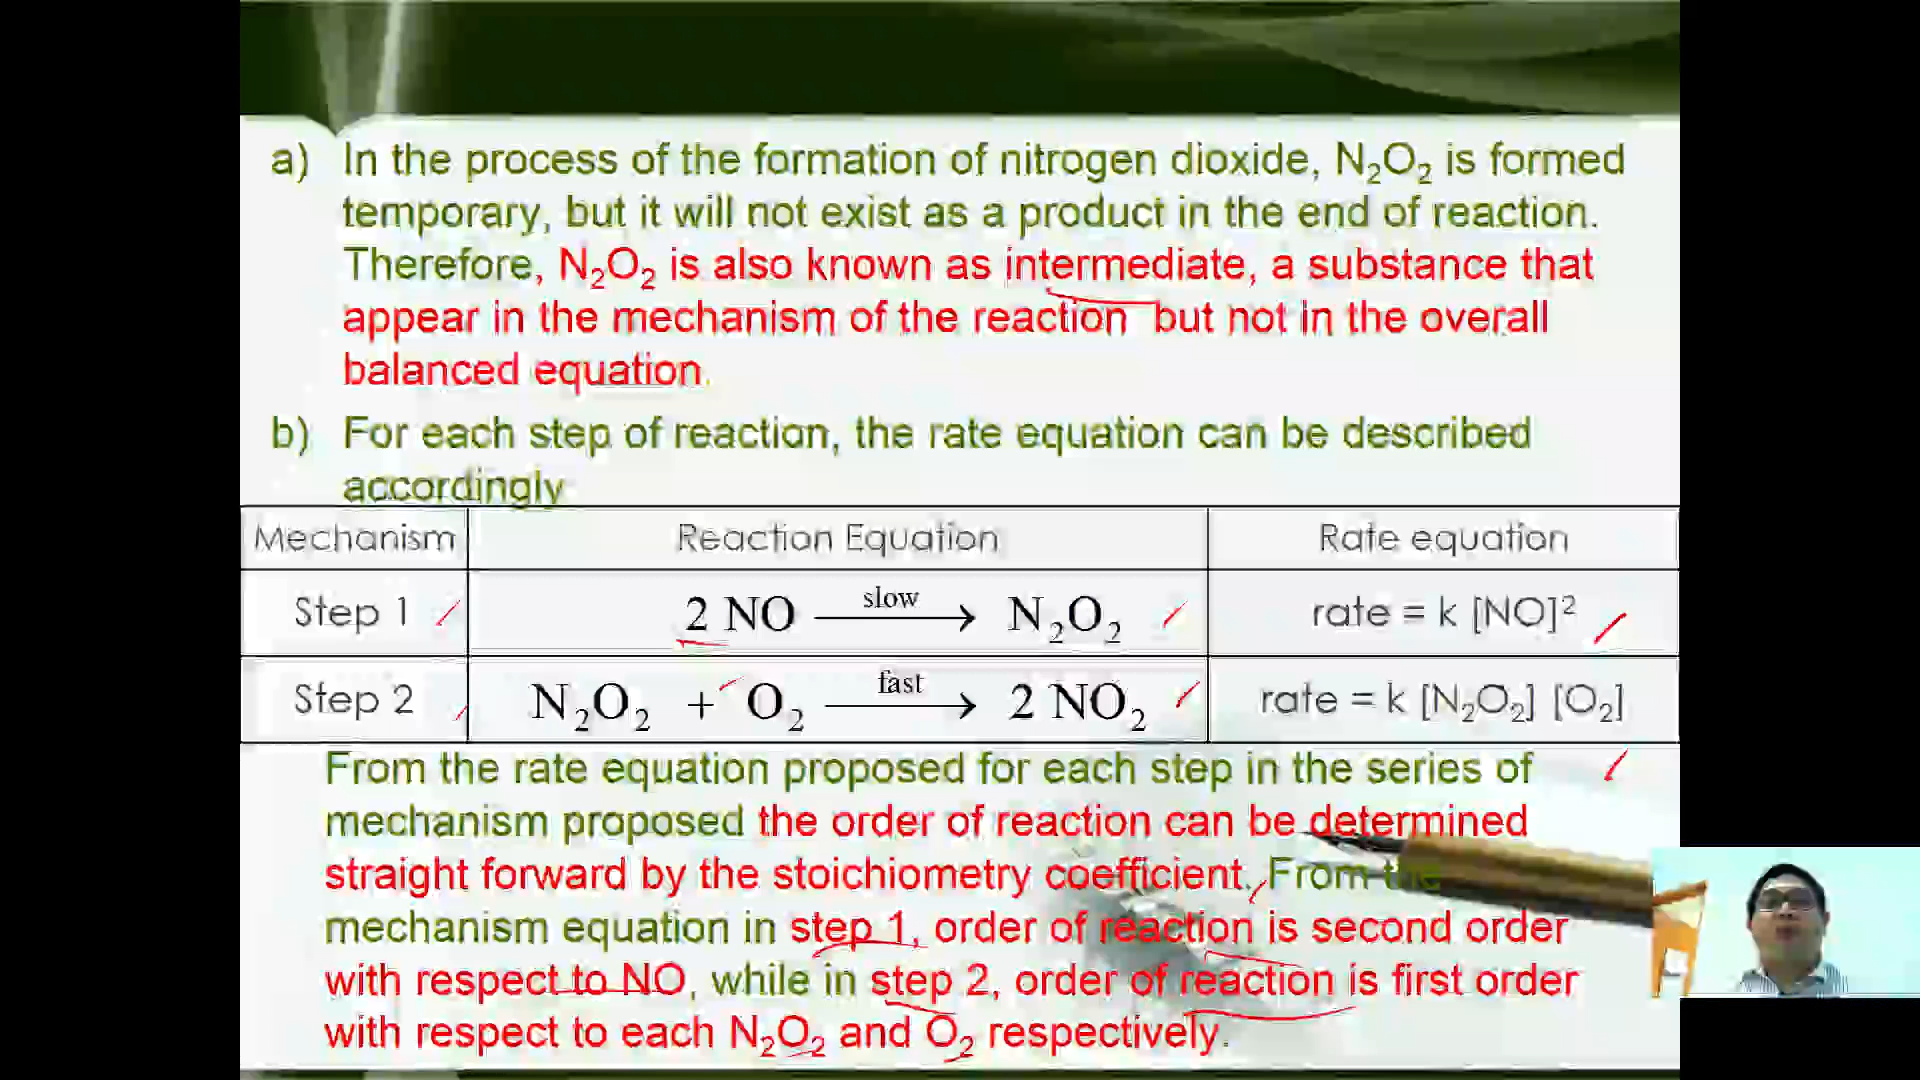 a) In the process of the formation of nitrogen dioxide, N₂O₂ is formed
temporary, but it will not exist as a product in the end of reaction.
Therefore, N₂O₂ is also known as intermediate, a substance that
appear in the mechanism of the reaction but not in the overall
balanced equation.
b) For each step of reaction, the rate equation can be described
accordingly
Mechanism Reaction Equation Rate equation
Step 1 2 NO slow → N₂O₂ rate = k [NO]²
Step 2 N₂O₂ + O₂ fast → 2 NO₂ rate = k [N₂O₂] [O₂]
From the rate equation proposed for each step in the series of
mechanism proposed the order of reaction can be determined
straight forward by the stoichiometry coefficient. From the
mechanism equation in step 1, order of reaction is second order
with respect to NO, while in step 2, order of reaction is first order
with respect to each N₂O₂ and O₂ respectively.